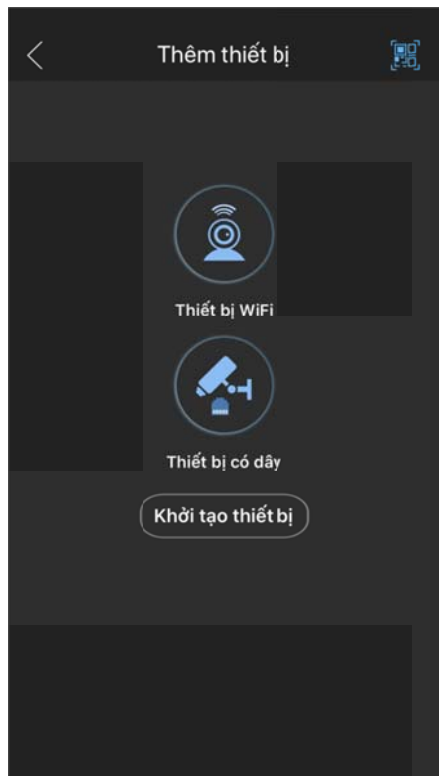 Thêm thiết bị
Thiết bị WiFi
Thiết bị có dây
Khởi tạo thiết bị